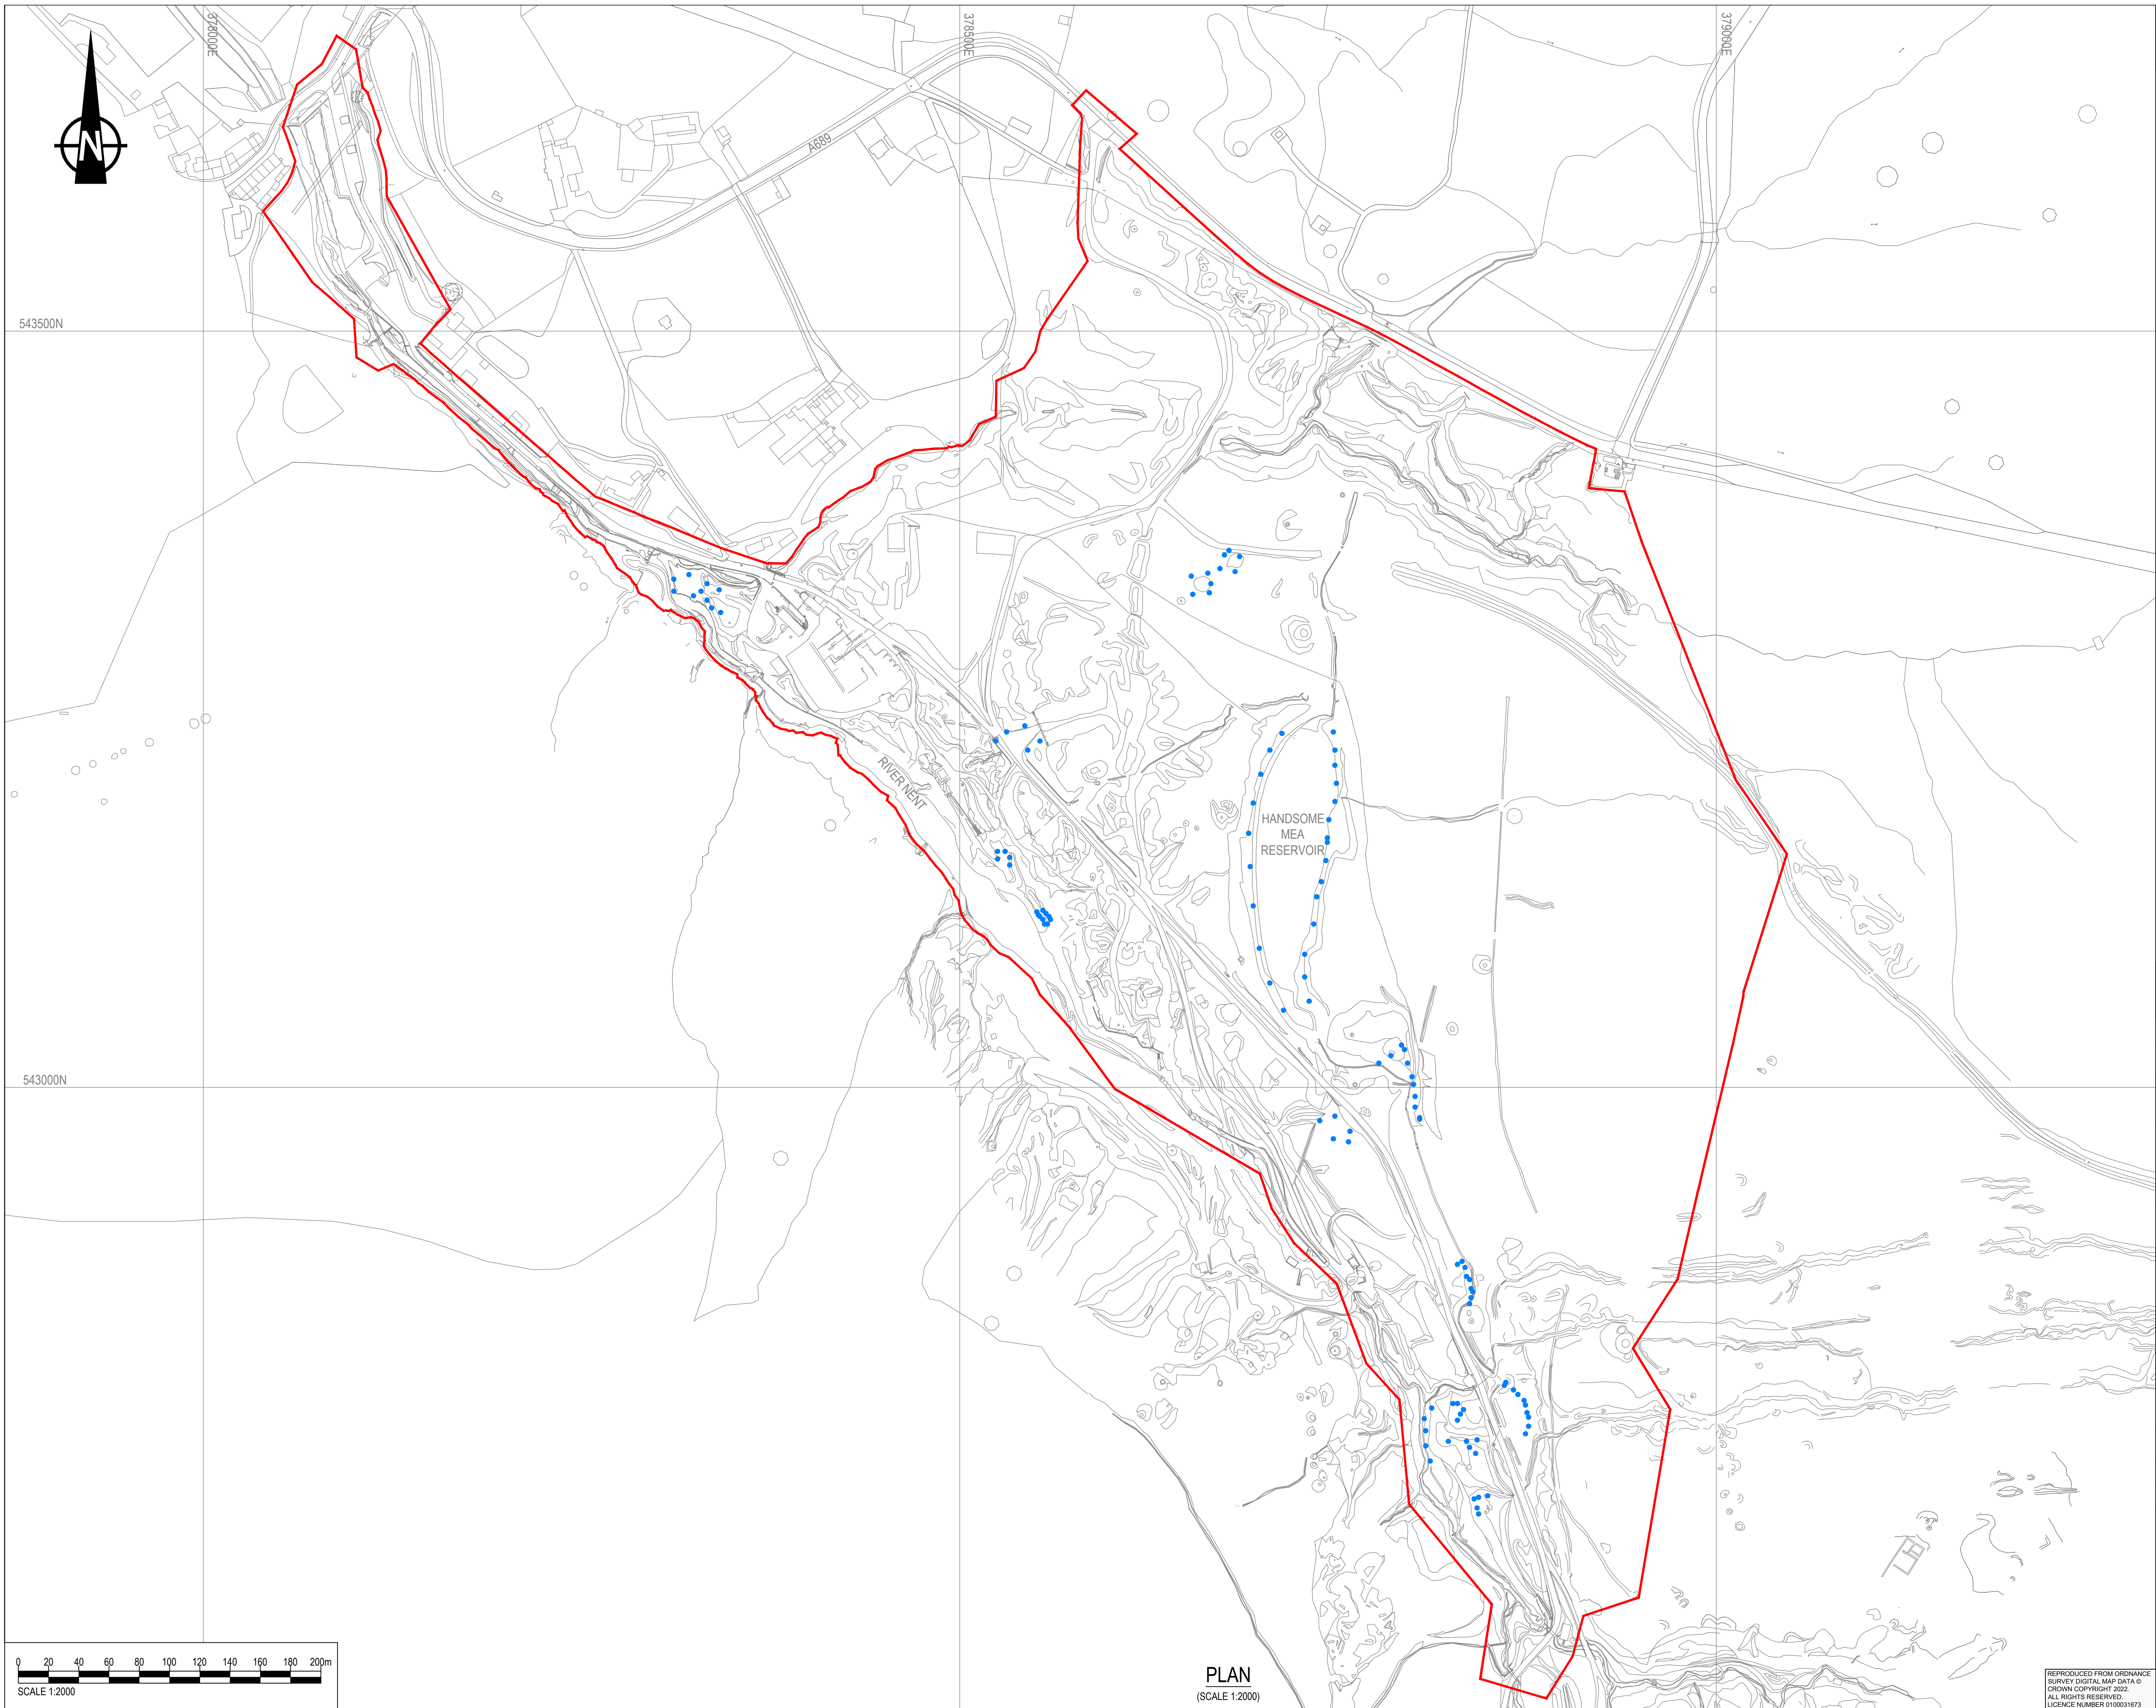 378000E
378500E
379000E
N
A689
543500N
RIVER NENT
HANDSOME
MEA
RESERVOIR
543000N
0 20 40 60 80 100 120 140 160 180 200m
SCALE 1:2000
PLAN
(SCALE 1:2000)
REPRODUCED FROM ORDNANCE
SURVEY DIGITAL MAP DATA ©
CROWN COPYRIGHT 2022.
ALL RIGHTS RESERVED.
LICENCE NUMBER 0100031673